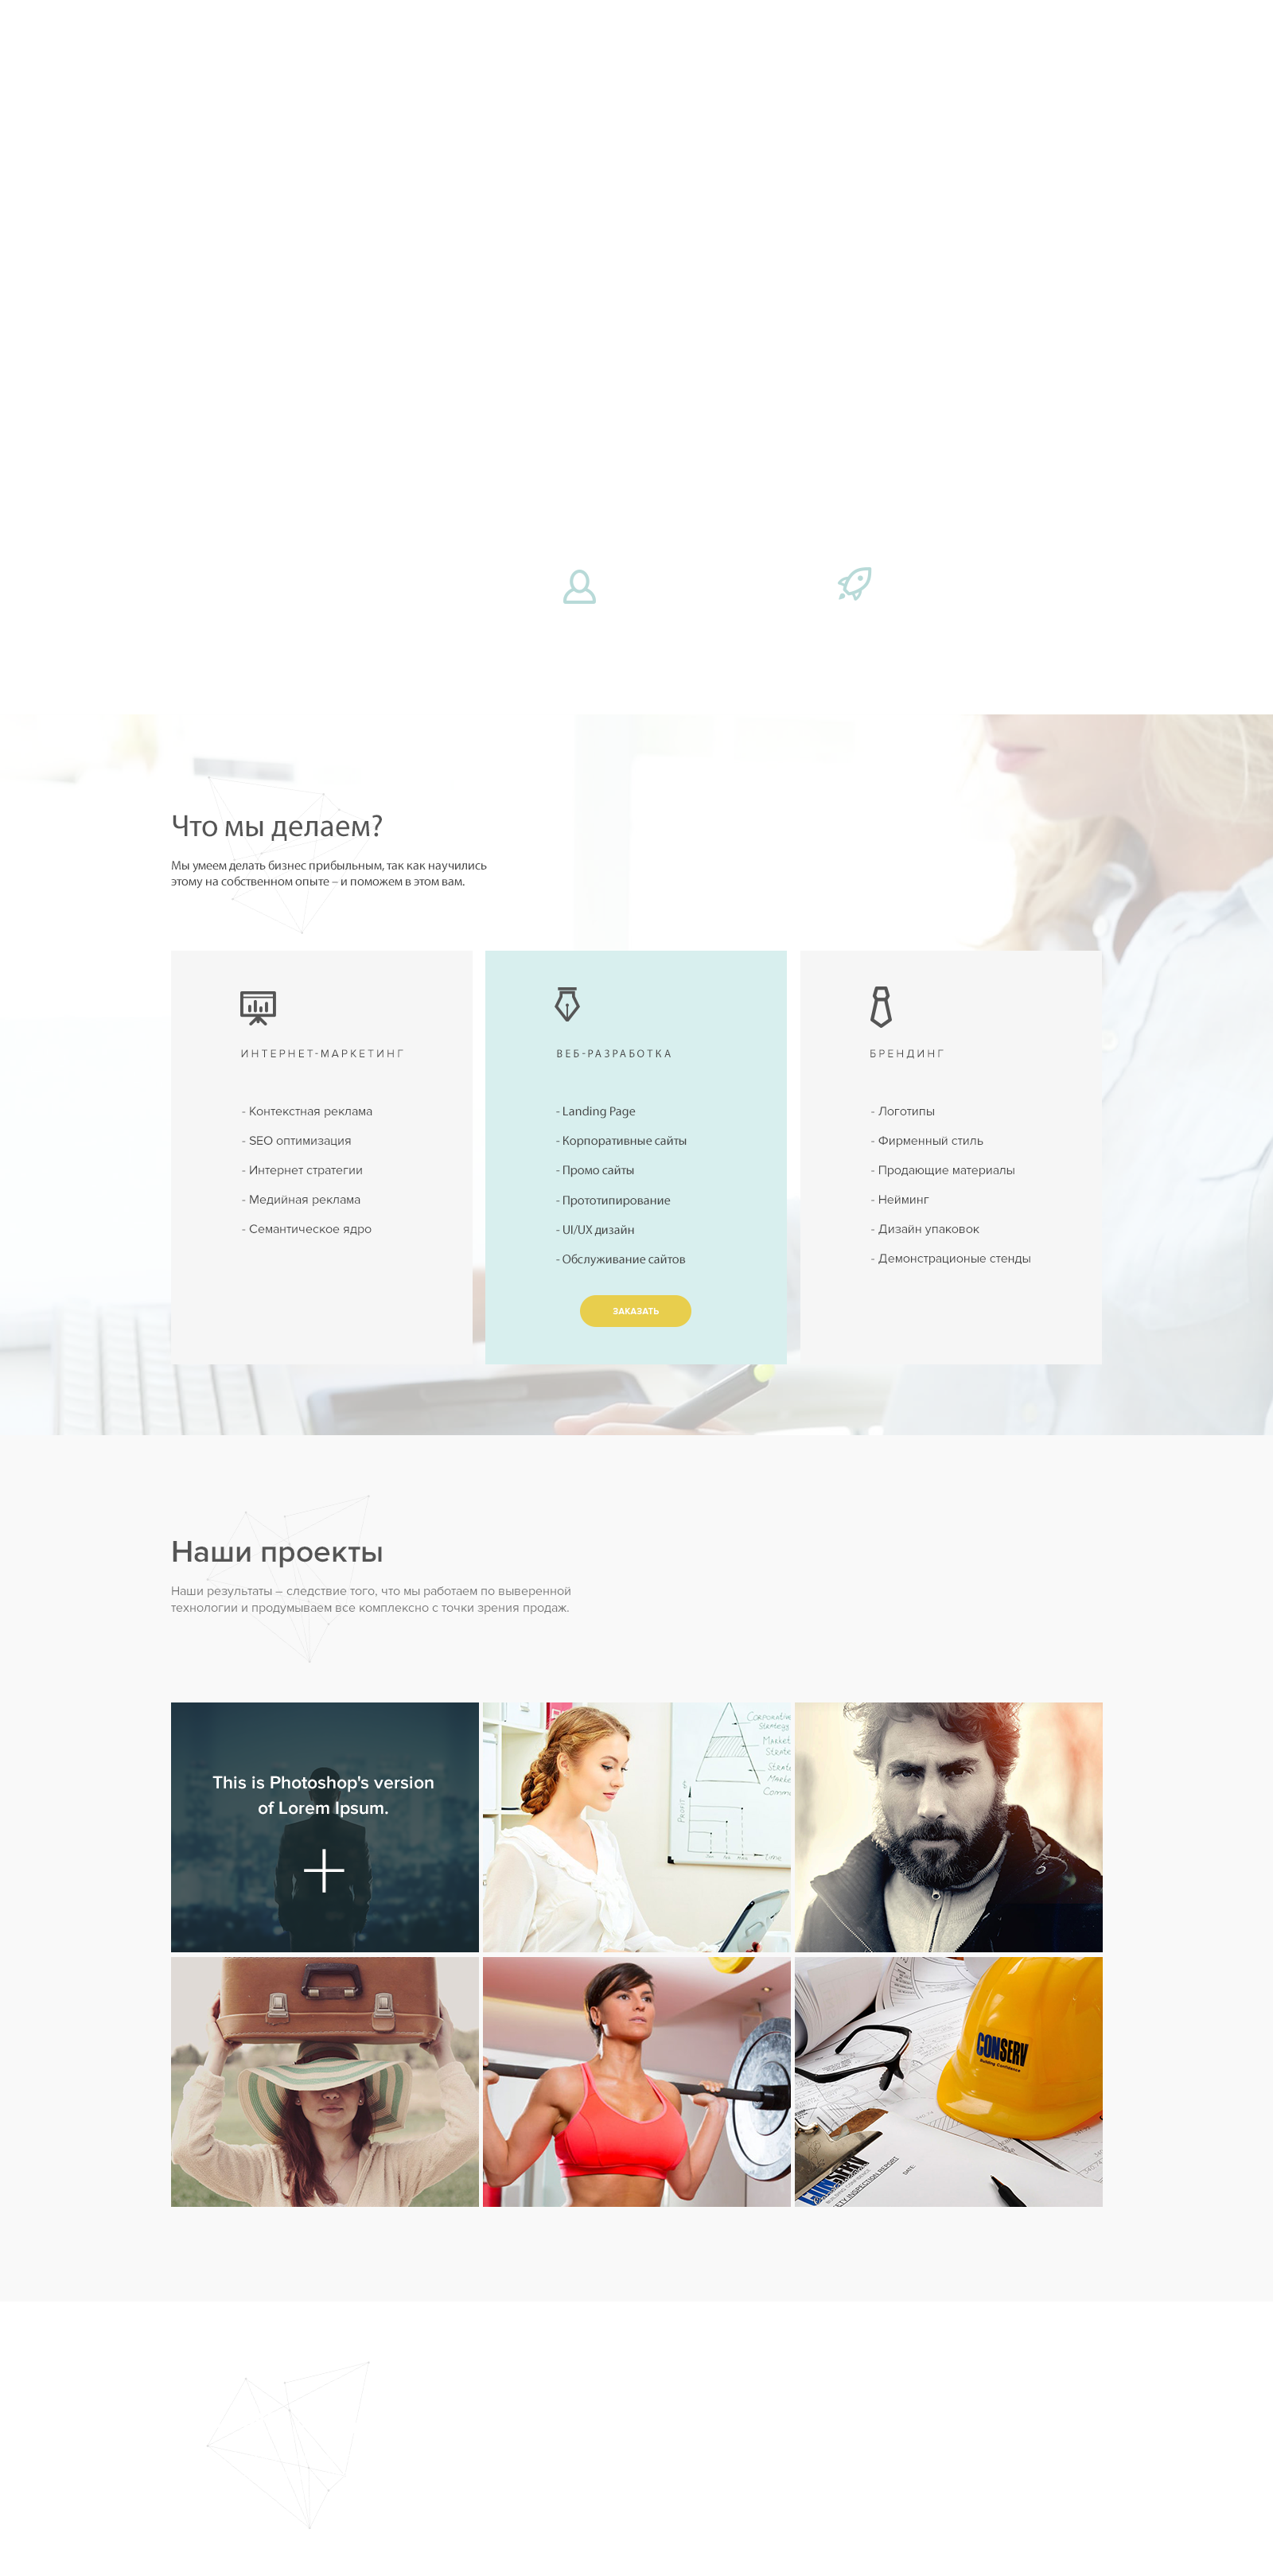 Что мы делаем?
Мы умеем делать бизнес прибыльным, так как научились
этому на собственном опыте – и поможем в этом вам.
ИНТЕРНЕТ-МАРКЕТИНГ
- Контекстная реклама
- SEO оптимизация
- Интернет стратегии
- Медийная реклама
- Семантическое ядро
ВЕБ-РАЗРАБОТКА
- Landing Page
- Корпоративные сайты
- Промо сайты
- Прототипирование
- UI/UX дизайн
- Обслуживание сайтов
ЗАКАЗАТЬ
БРЕНДИНГ
- Логотипы
- Фирменный стиль
- Продающие материалы
- Нейминг
- Дизайн упаковок
- Демонстрационые стенды
Наши проекты
Наши результаты – следствие того, что мы работаем по выверенной
технологии и продумываем все комплексно с точки зрения продаж.
This is Photoshop's version
of Lorem Ipsum.
PROFIT
CONSERV
Building Confidence
DATE: